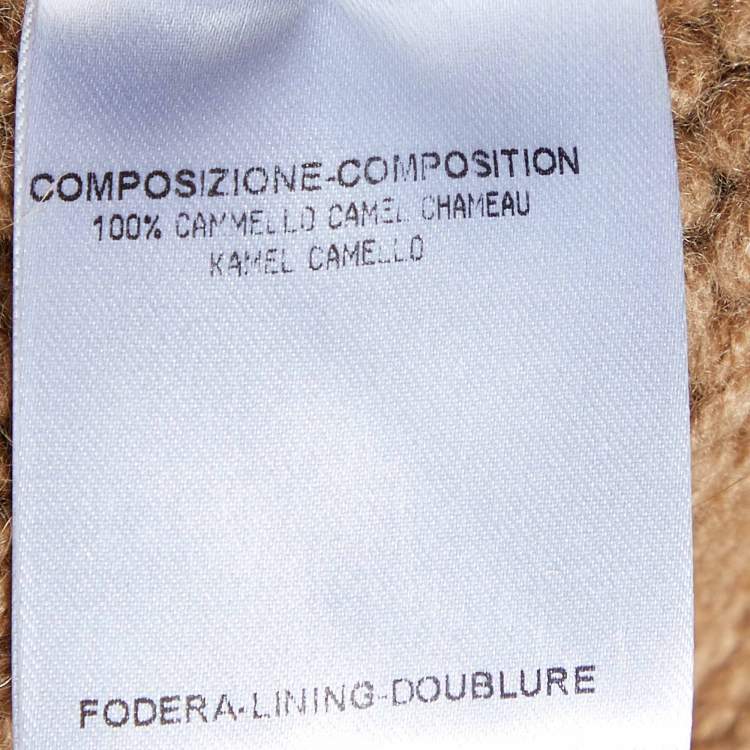 COMPOSIZIONE-COMPOSITION
100% CAMMELLO CAMEL CHAMEAU
KAMEL CAMELLO
FODERA-LINING-DOUBLURE